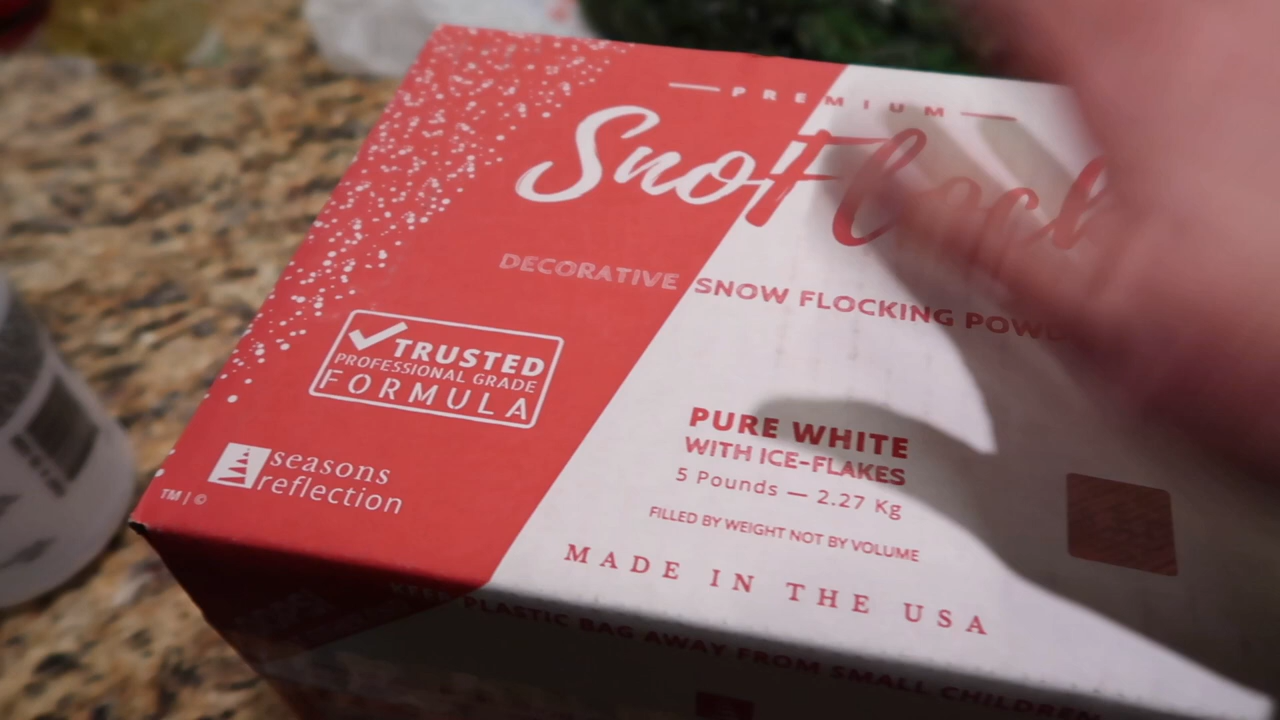 PREMIUM
SnoFlock
DECORATIVE SNOW FLOCKING
TRUSTED
PROFESSIONAL GRADE
FORMULA
seasons
reflection
TM | ©
PURE WHITE
WITH ICE-FLAKES
5 Pounds — 2.27 Kg
FILLED BY WEIGHT NOT BY VOLUME
MADE IN THE USA
KEEP PLASTIC BAG AWAY FROM SMALL CHILDREN